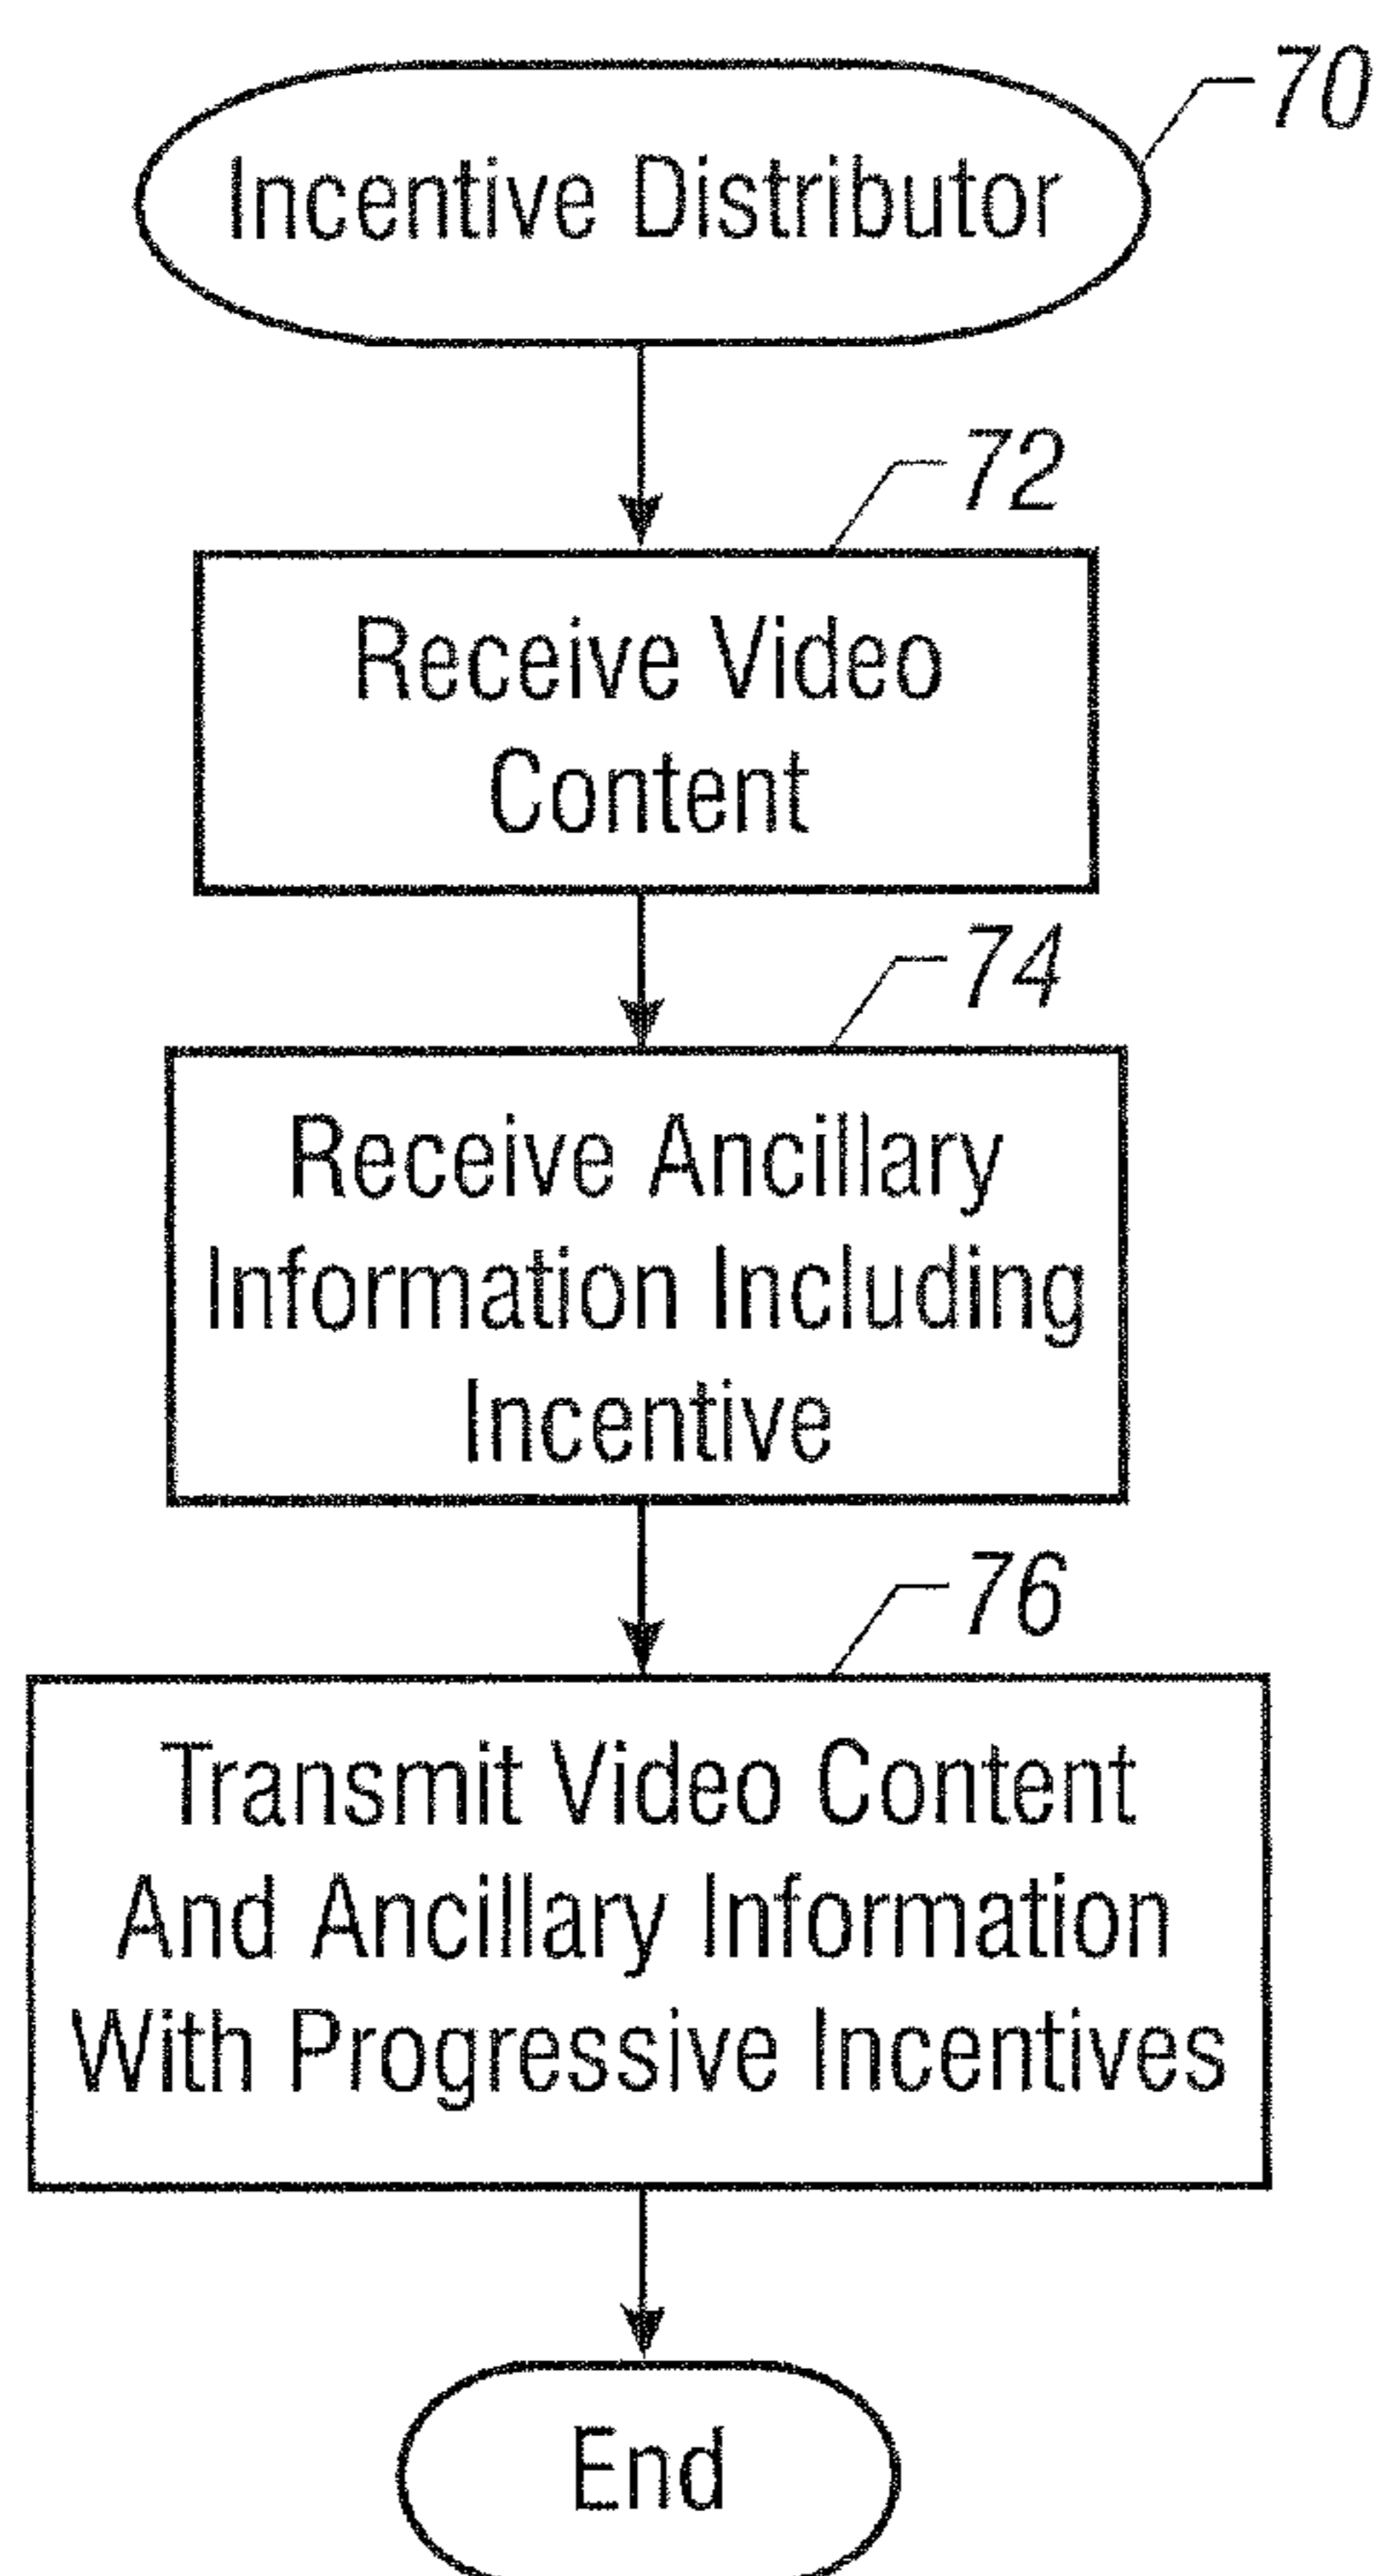 70
Incentive Distributor
72
Receive Video
Content
74
Receive Ancillary
Information Including
Incentive
76
Transmit Video Content
And Ancillary Information
With Progressive Incentives
End